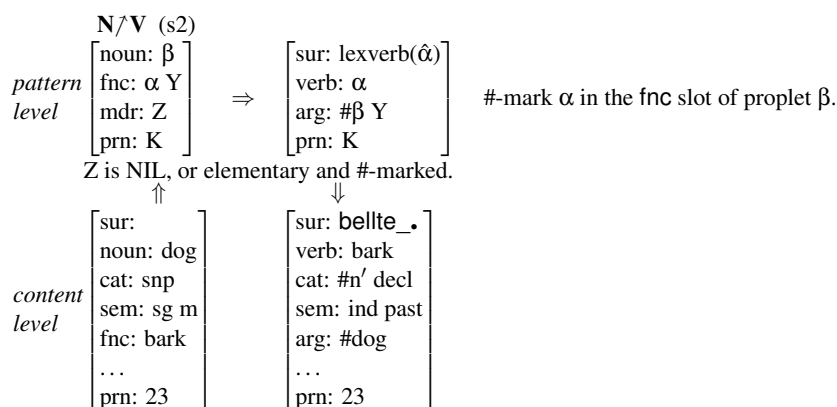 N↗V (s2)
noun: β sur: lexverb(α̂)
pattern fnc: α Y ⇒ verb: α #-mark α in the fnc slot of proplet β.
level mdr: Z arg: #β Y
prn: K prn: K
Z is NIL, or elementary and #-marked.
⇑ ⇓
sur: sur: bellte_•
noun: dog verb: bark
cat: snp cat: #n′ decl
content sem: sg m sem: ind past
level fnc: bark arg: #dog
... ...
prn: 23 prn: 23